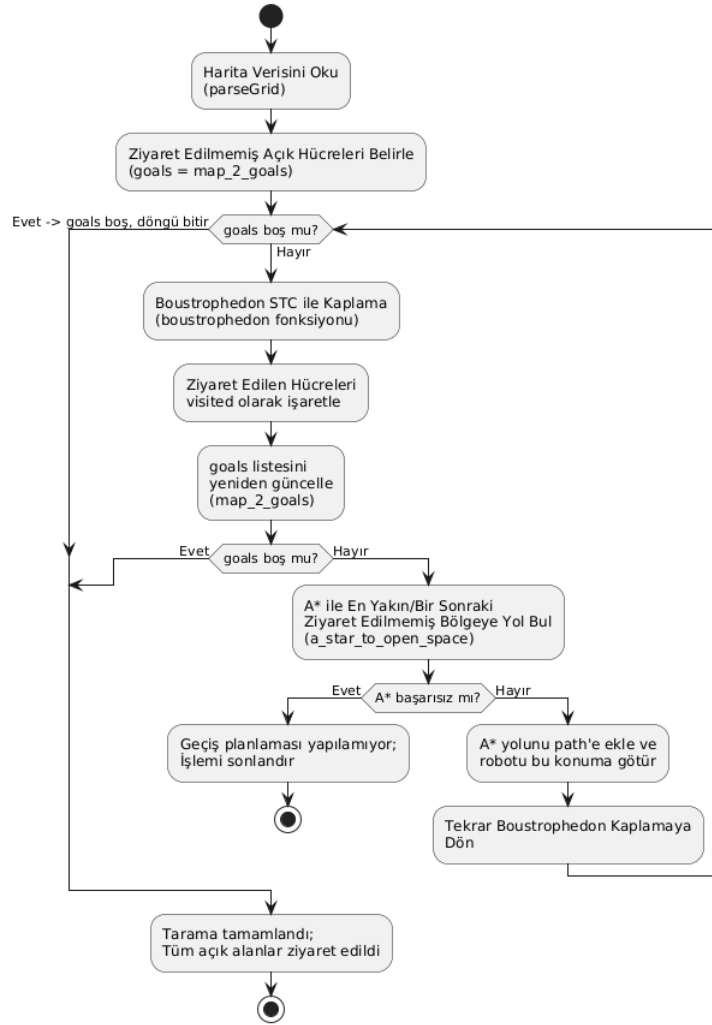 Harita Verisini Oku
(parseGrid)
Ziyaret Edilmemiş Açık Hücreleri Belirle
(goals = map_2_goals)
Evet -> goals boş, döngü bitir
goals boş mu?
Hayır
Boustrophedon STC ile Kaplama
(boustrophedon fonksiyonu)
Ziyaret Edilen Hücreleri
visited olarak işaretle
goals listesini
yeniden güncelle
(map_2_goals)
Evet
goals boş mu?
Hayır
A* ile En Yakın/Bir Sonraki
Ziyaret Edilmemiş Bölgeye Yol Bul
(a_star_to_open_space)
Evet
A* başarısız mı?
Hayır
Geçiş planlaması yapılamıyor;
İşlemi sonlandır
A* yolunu path'e ekle ve
robotu bu konuma götür
Tekrar Boustrophedon Kaplamaya
Dön
Tarama tamamlandı;
Tüm açık alanlar ziyaret edildi